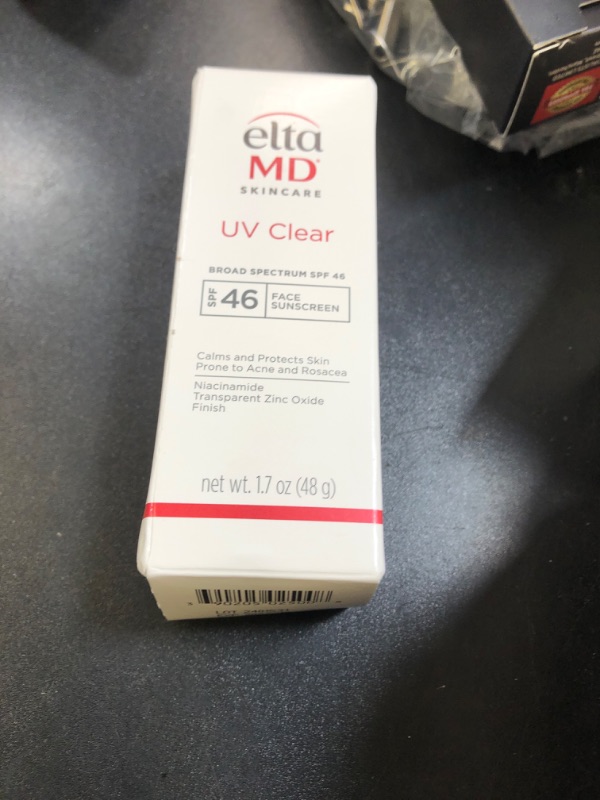 elta
MD
SKINCARE
UV Clear
BROAD SPECTRUM SPF 46
SPF 46 FACE SUNSCREEN
Calms and Protects Skin
Prone to Acne and Rosacea
Niacinamide
Transparent Zinc Oxide
Finish
net wt. 1.7 oz (48 g)
LOT